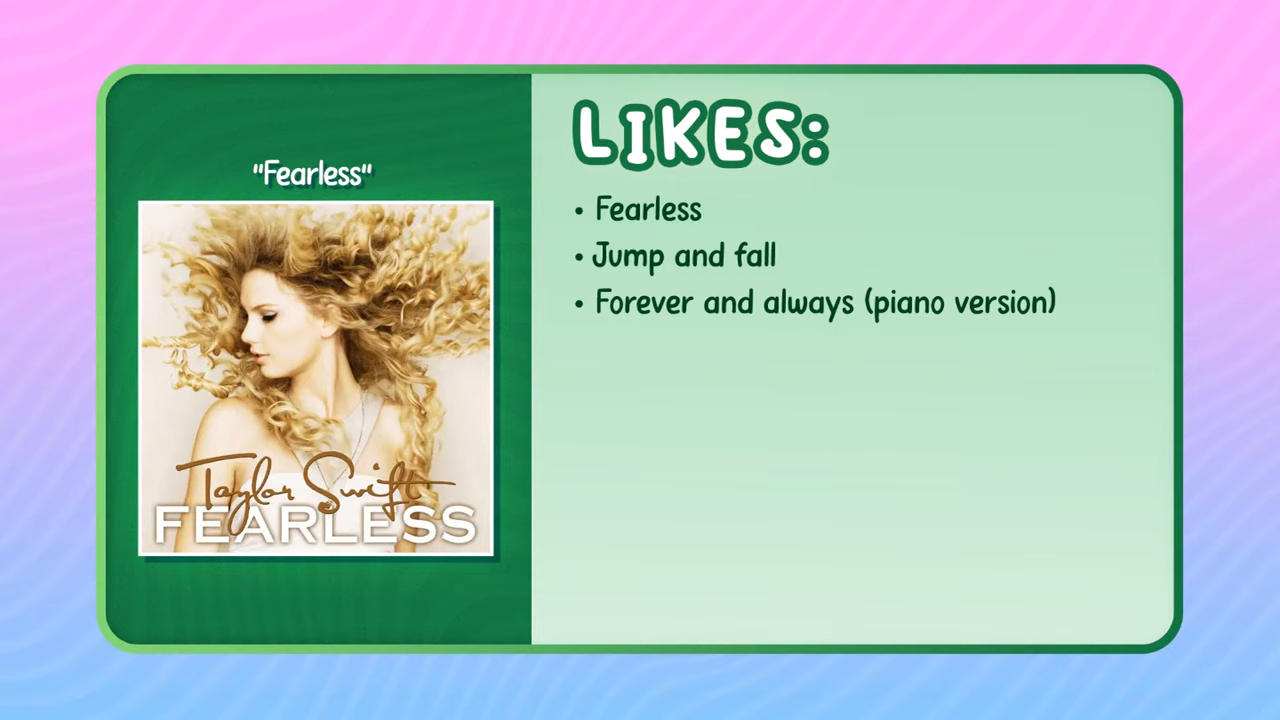 "Fearless"
Taylor Swift
FEARLESS
LIKES:
• Fearless
• Jump and fall
• Forever and always (piano version)